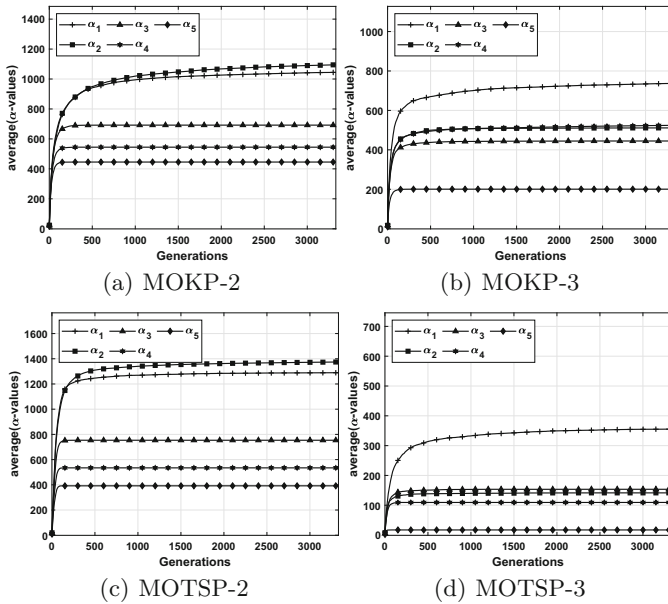 1400
1200
1000
800
600
400
200
0
average(α-values)
α1 α3 α5
α2 α4
0 500 1000 1500 2000 2500 3000
Generations
(a) MOKP-2
1000
800
600
400
200
0
average(α-values)
α1 α3 α5
α2 α4
0 500 1000 1500 2000 2500 3000
Generations
(b) MOKP-3
1600
1400
1200
1000
800
600
400
200
0
average(α-values)
α1 α3 α5
α2 α4
0 500 1000 1500 2000 2500 3000
Generations
(c) MOTSP-2
700
600
500
400
300
200
100
0
average(α-values)
α1 α3 α5
α2 α4
0 500 1000 1500 2000 2500 3000
Generations
(d) MOTSP-3